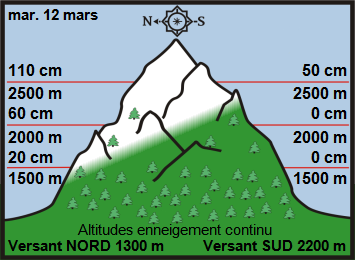 mar. 12 mars
N S
110 cm 50 cm
2500 m 2500 m
60 cm 0 cm
2000 m 2000 m
20 cm 0 cm
1500 m 1500 m
Altitudes enneigement continu
Versant NORD 1300 m Versant SUD 2200 m